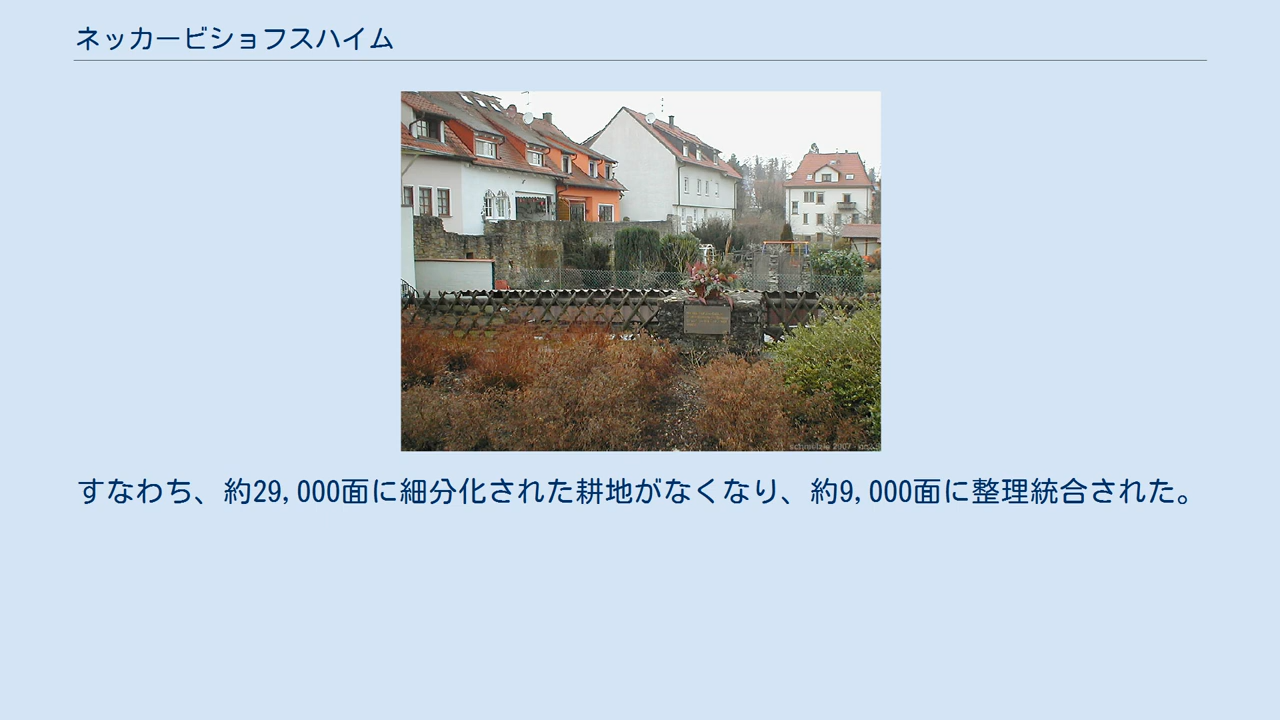 ネッカービショフスハイム
すなわち、約29,000面に細分化された耕地がなくなり、約9,000面に整理統合された。